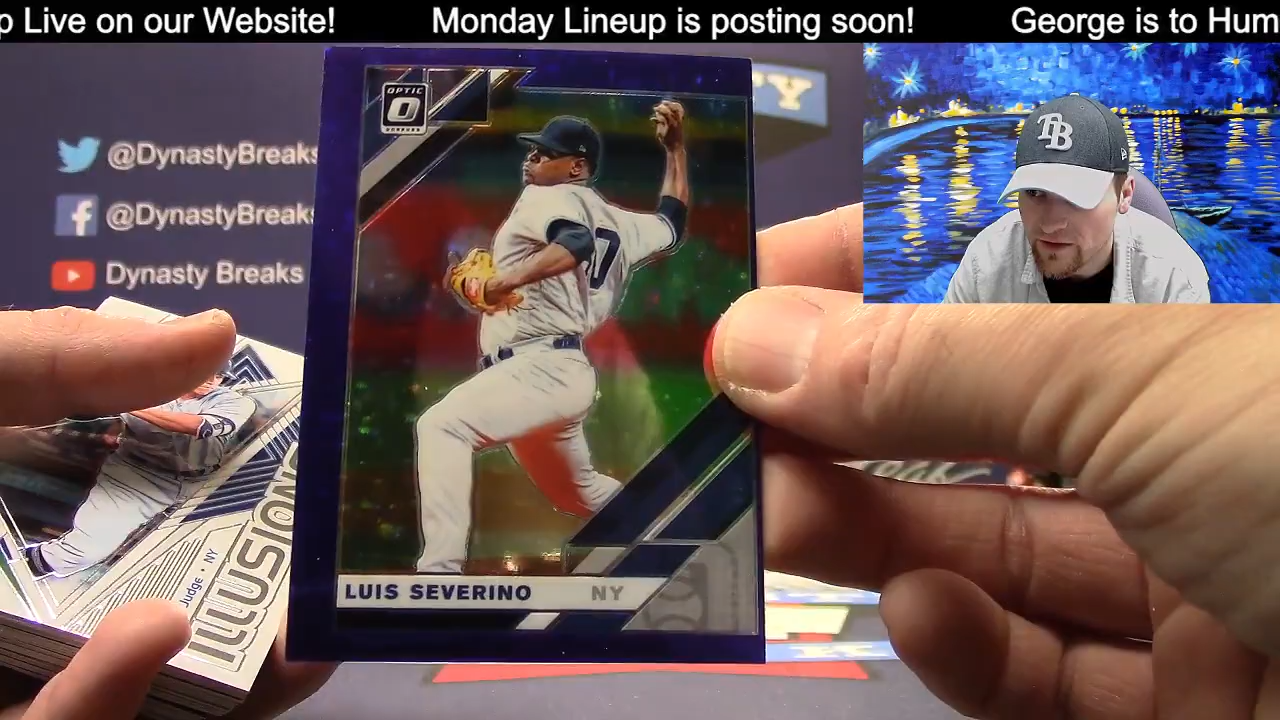 p Live on our Website! Monday Lineup is posting soon! George is to Hum
@DynastyBreaks
@DynastyBreaks
Dynasty Breaks
OPTIC
O
TB
0
LUIS SEVERINO NY
Judge • NY
ILLUSIONS